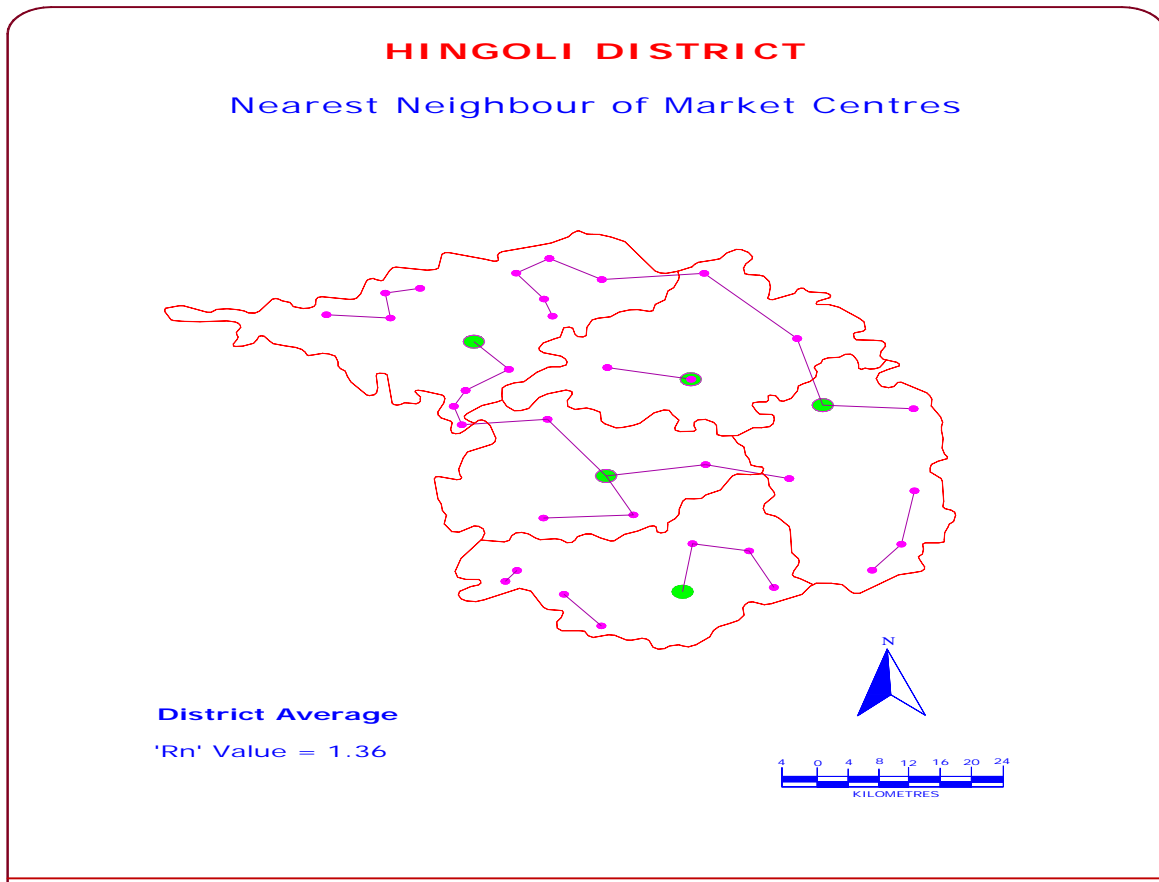 HINGOLI DISTRICT
Nearest Neighbour of Market Centres
N
District Average
'Rn' Value = 1.36
4 0 4 8 12 16 20 24
KILOMETRES